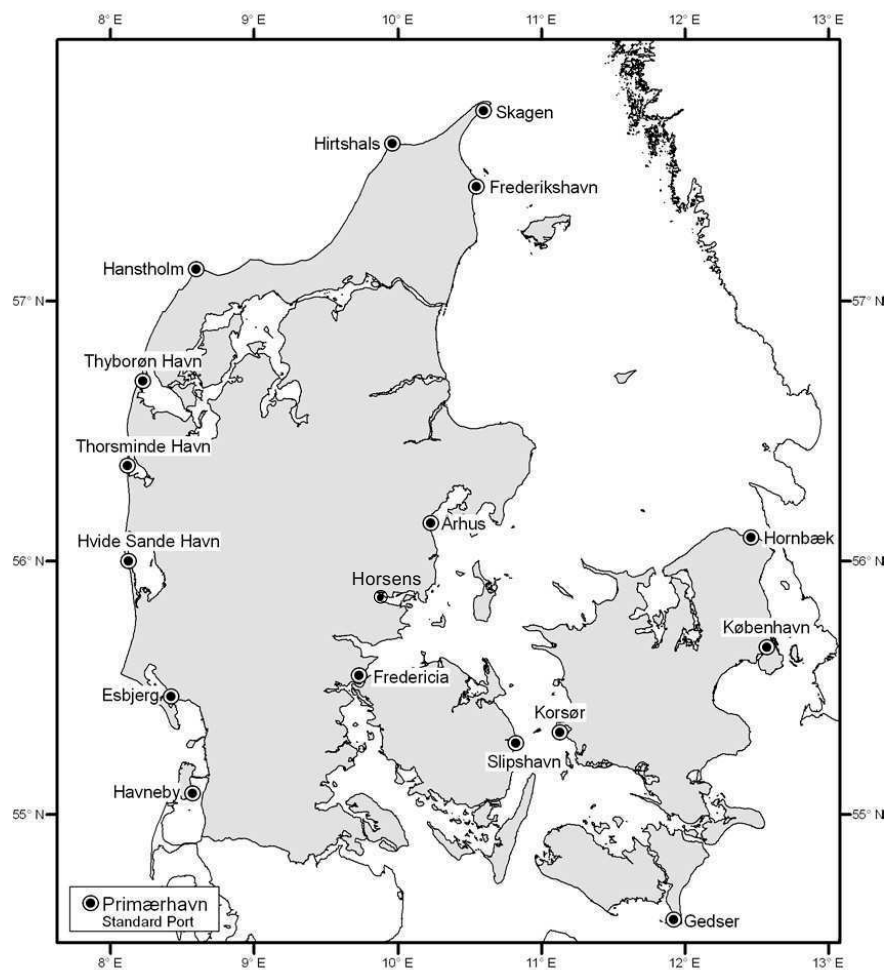 8° E
9° E
10° E
11° E
12° E
13° E
Skagen
Hirtshals
Frederikshavn
Hanstholm
57° N
57° N
Thyborøn Havn
Thorsminde Havn
Århus
Hornbæk
Hvide Sande Havn
56° N
56° N
Horsens
København
Fredericia
Esbjerg
Korsør
Slipshavn
Havneby
55° N
55° N
Primærhavn
Standard Port
Gedser
8° E
9° E
10° E
11° E
12° E
13° E